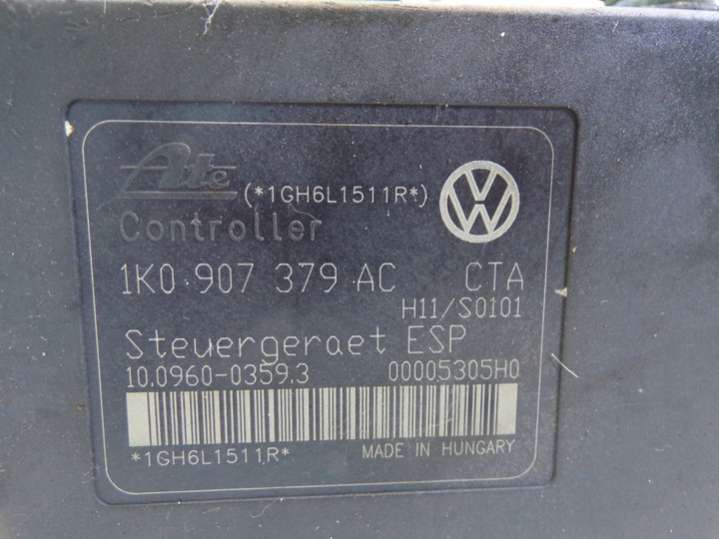 Ate (*1GH6L1511R*)
Controller
1K0 907 379 AC CTA
H11/S0101
Steuergeraet ESP
10.0960-0359.3 00005305H0
*1GH6L1511R* MADE IN HUNGARY